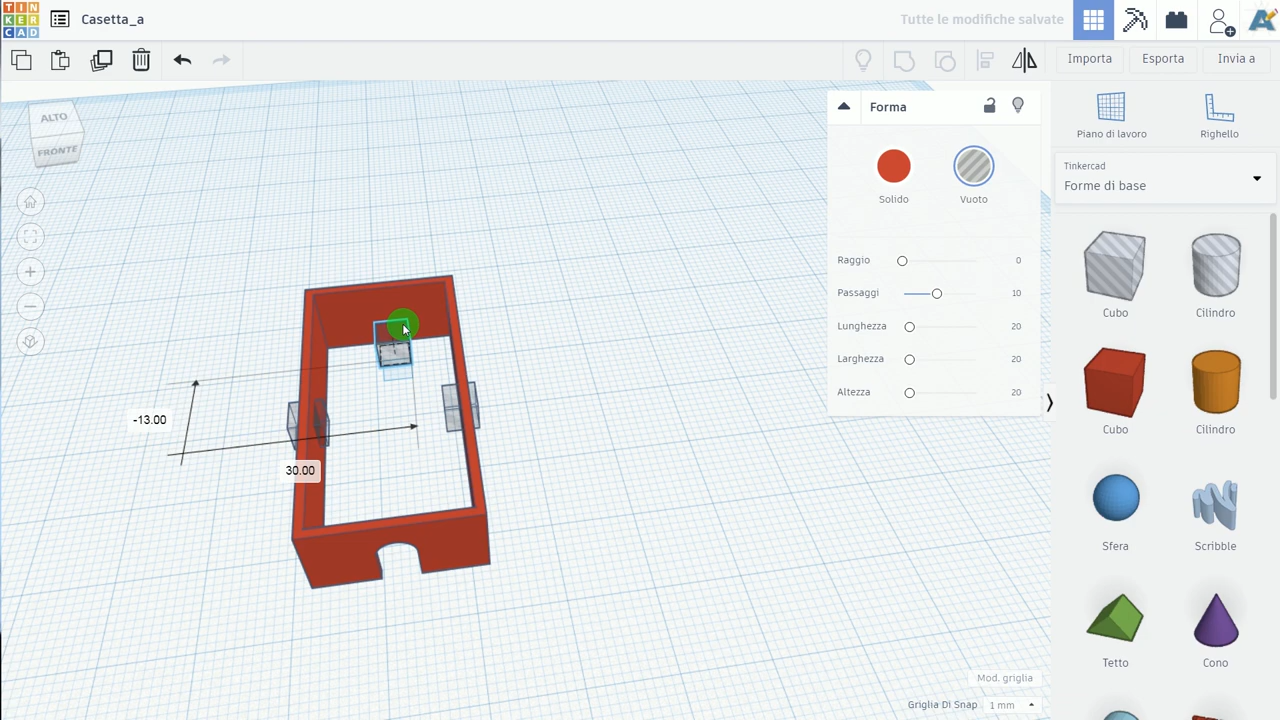 TIN
KER
CAD
Casetta_a
Tutte le modifiche salvate
Importa
Esporta
Invia a
ALTO
FRONTE
Forma
Solido
Vuoto
Raggio 0
Passaggi 10
Lunghezza 20
Larghezza 20
Altezza 20
Piano di lavoro
Righello
Tinkercad
Forme di base
Cubo
Cilindro
Cubo
Cilindro
Sfera
Scribble
Tetto
Cono
-13.00
30.00
Mod. griglia
Griglia Di Snap 1 mm